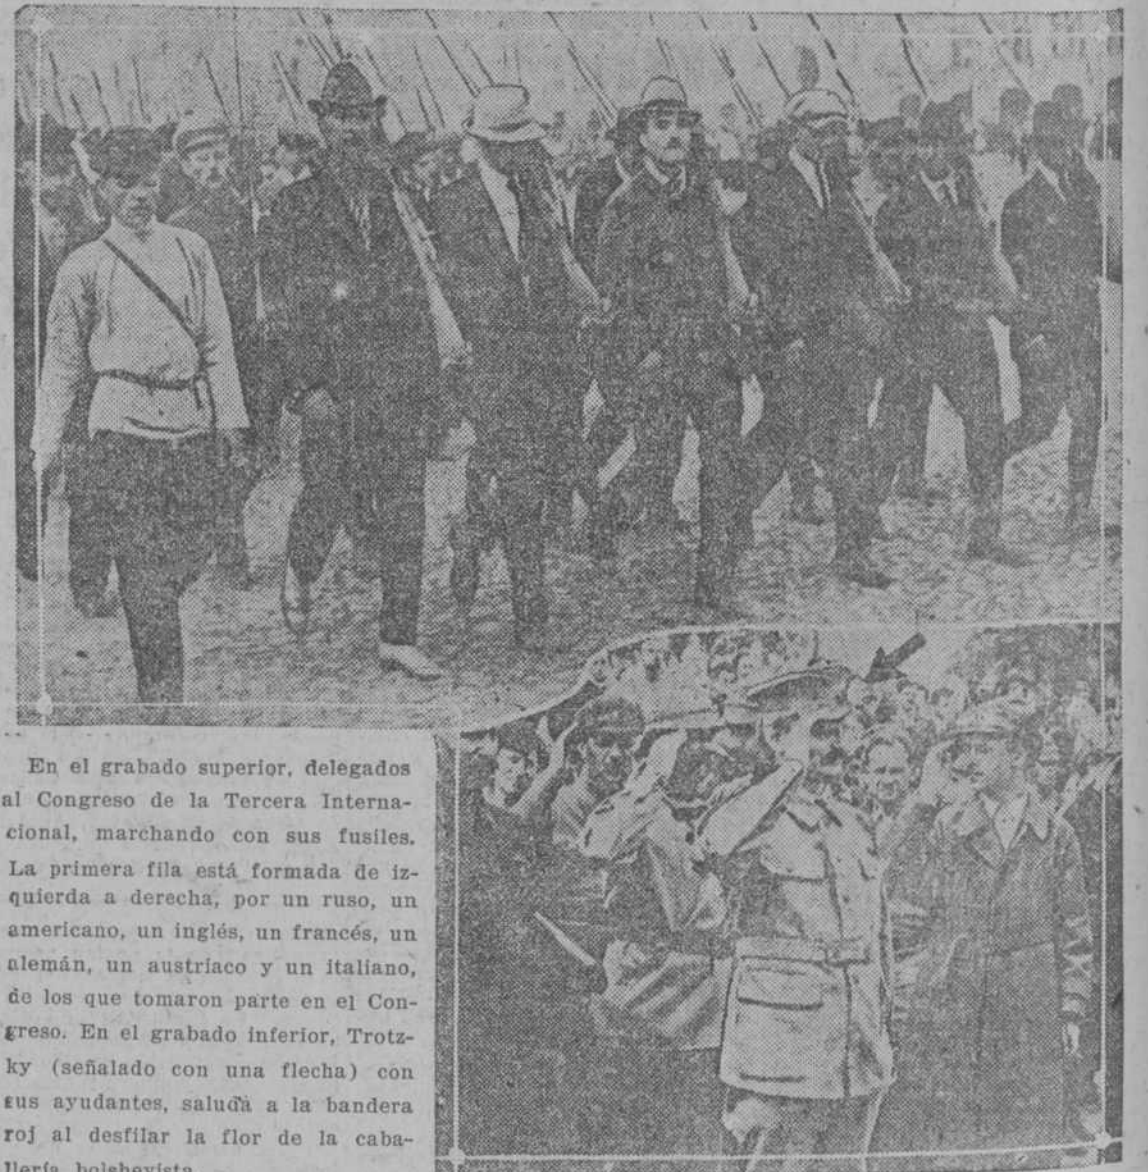 En el grabado superior, delegados
al Congreso de la Tercera Interna-
cional, marchando con sus fusiles.
La primera fila está formada de iz-
quierda a derecha, por un ruso, un
americano, un inglés, un francés, un
alemán, un austriaco y un italiano,
de los que tomaron parte en el Con-
greso. En el grabado inferior, Trotz-
ky (señalado con una flecha) con
sus ayudantes, saluda a la bandera
roj al desfilar la flor de la caba-
llería bolshevista